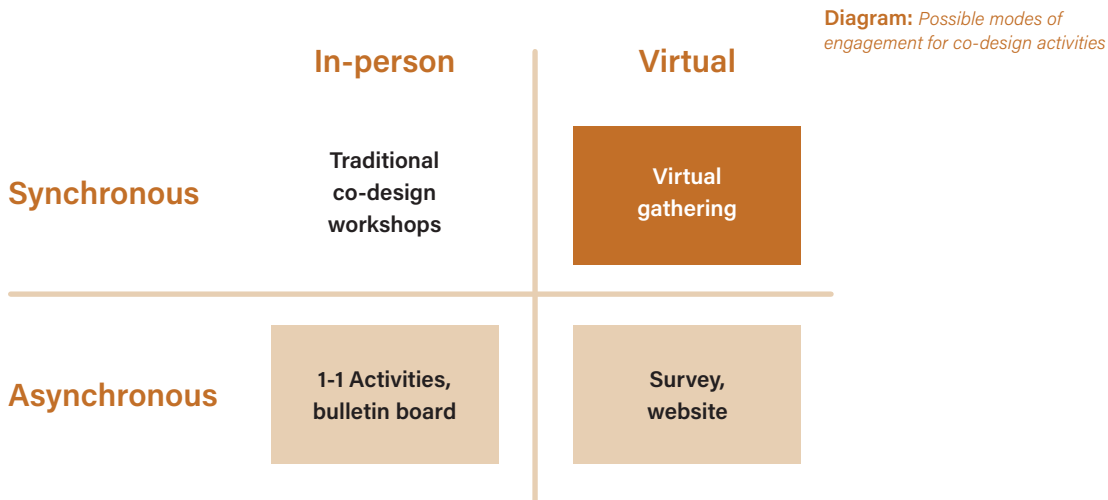 Diagram: Possible modes of
engagement for co-design activities
In-person
Virtual
Synchronous
Traditional
co-design
workshops
Virtual
gathering
Asynchronous
1-1 Activities,
bulletin board
Survey,
website